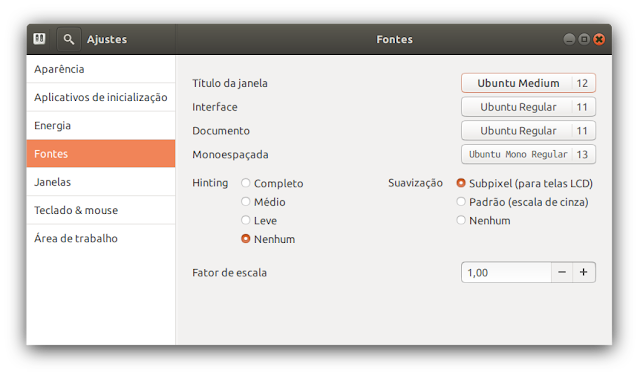 Ajustes
Fontes
Aparência
Aplicativos de inicialização
Energia
Fontes
Janelas
Teclado & mouse
Área de trabalho
Título da janela Ubuntu Medium 12
Interface Ubuntu Regular 11
Documento Ubuntu Regular 11
Monoespaçada Ubuntu Mono Regular 13
Hinting Completo Suavização Subpixel (para telas LCD)
Médio Padrão (escala de cinza)
Leve Nenhum
Nenhum
Fator de escala 1,00 − +